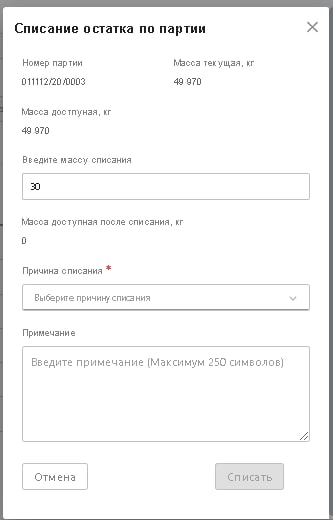 Списание остатка по партии
Номер партии
Масса текущая, кг
011112/20/0003
49 970
Масса доступная, кг
49 970
Введите массу списания
30
Масса доступная после списания, кг
0
Причина списания *
Выберите причину списания
Примечание
Введите примечание (Максимум 250 символов)
Отмена
Списать